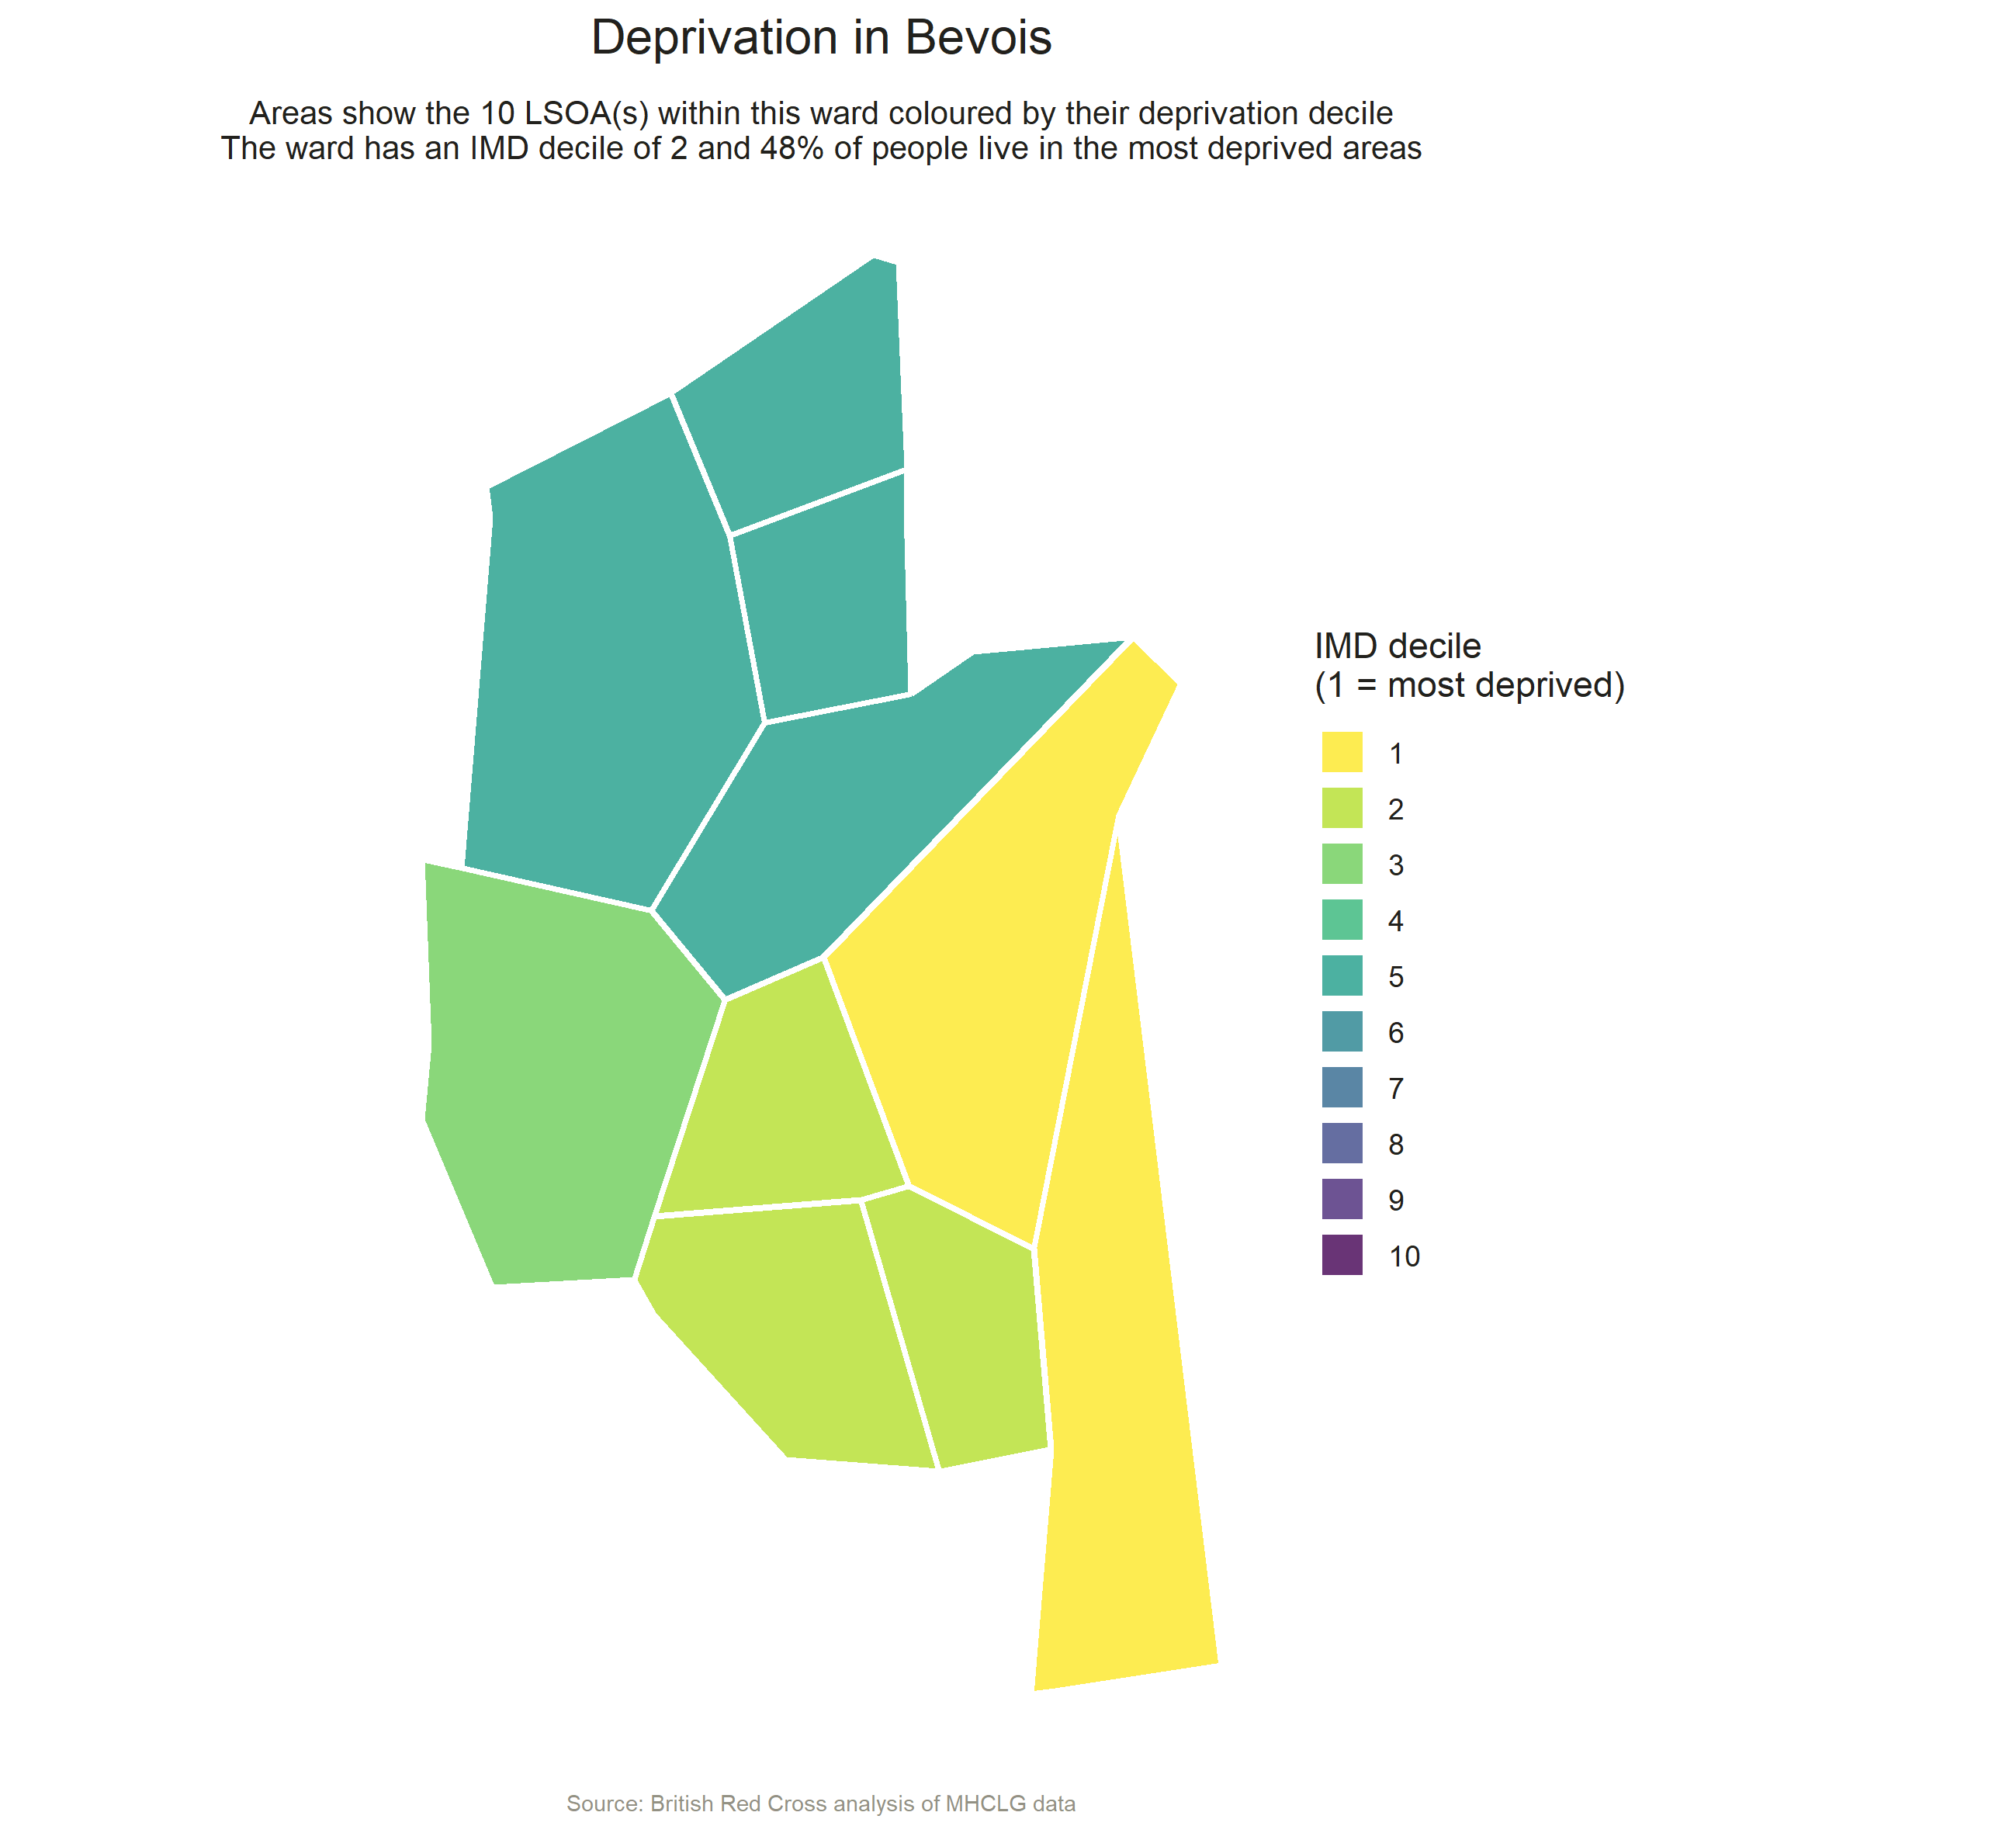 Deprivation in Bevois
Areas show the 10 LSOA(s) within this ward coloured by their deprivation decile
The ward has an IMD decile of 2 and 48% of people live in the most deprived areas
IMD decile
(1 = most deprived)
1
2
3
4
5
6
7
8
9
10
Source: British Red Cross analysis of MHCLG data